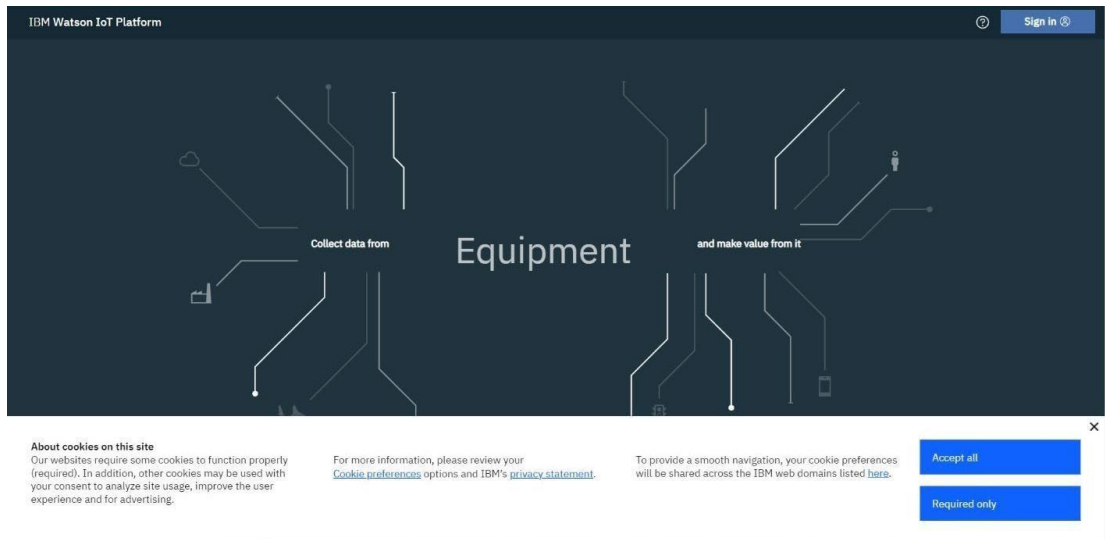 IBM Watson IoT Platform
Sign in
Collect data from
Equipment
and make value from it
About cookies on this site
Our websites require some cookies to function properly
(required). In addition, other cookies may be used with
your consent to analyze site usage, improve the user
experience and for advertising.
For more information, please review your
Cookie preferences options and IBM's privacy statement.
To provide a smooth navigation, your cookie preferences
will be shared across the IBM web domains listed here.
Accept all
Required only